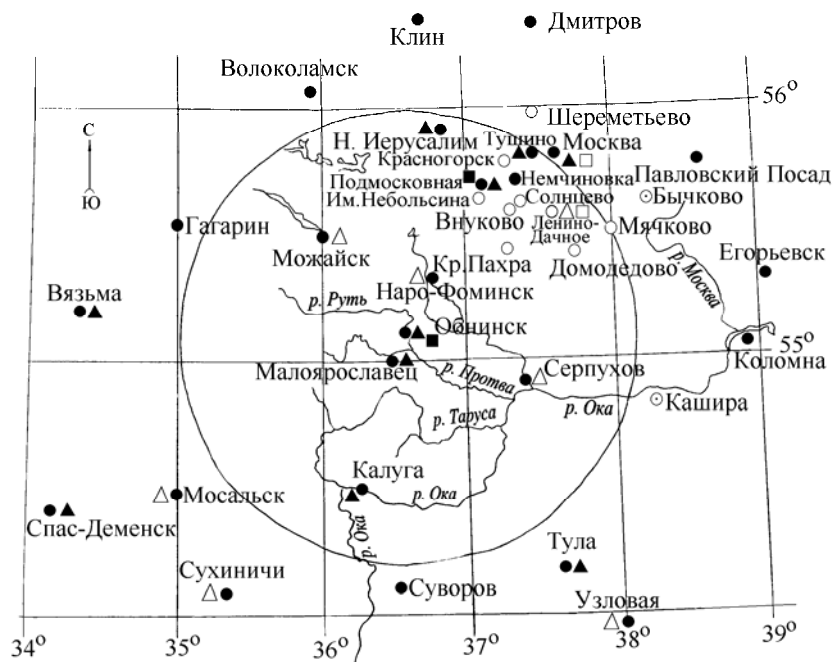 Клин
Дмитров
Волоколамск
56°
С
Ю
Шереметьево
Н. Иерусалим
Тушино
Москва
Красногорск
Павловский Посад
Подмосковная
Немчиновка
Бычково
Им.Небольсина
Солнцево
Внуково
Ленино-
Дачное
Мячково
Гагарин
Можайск
Домодедово
Егорьевск
р. Москва
Кр.Пахра
Вязьма
Наро-Фоминск
р. Руть
Обнинск
55°
Коломна
Малоярославец
р. Протва
Серпухов
р. Таруса
р. Ока
Кашира
Калуга
Мосальск
р. Ока
Спас-Деменск
р. Ока
Тула
Сухиничи
Суворов
Узловая
34°
35°
36°
37°
38°
39°